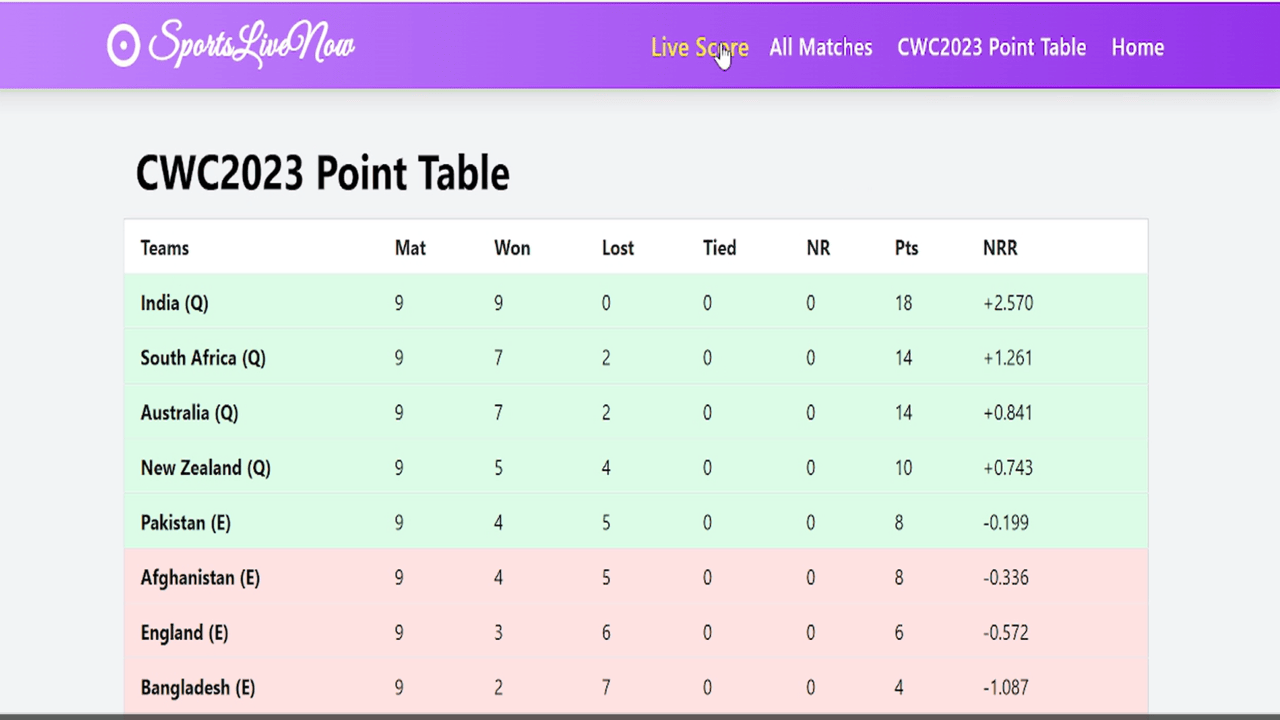 SportsLiveNow
Live Score All Matches CWC2023 Point Table Home
CWC2023 Point Table
Teams Mat Won Lost Tied NR Pts NRR
India (Q) 9 9 0 0 0 18 +2.570
South Africa (Q) 9 7 2 0 0 14 +1.261
Australia (Q) 9 7 2 0 0 14 +0.841
New Zealand (Q) 9 5 4 0 0 10 +0.743
Pakistan (E) 9 4 5 0 0 8 -0.199
Afghanistan (E) 9 4 5 0 0 8 -0.336
England (E) 9 3 6 0 0 6 -0.572
Bangladesh (E) 9 2 7 0 0 4 -1.087